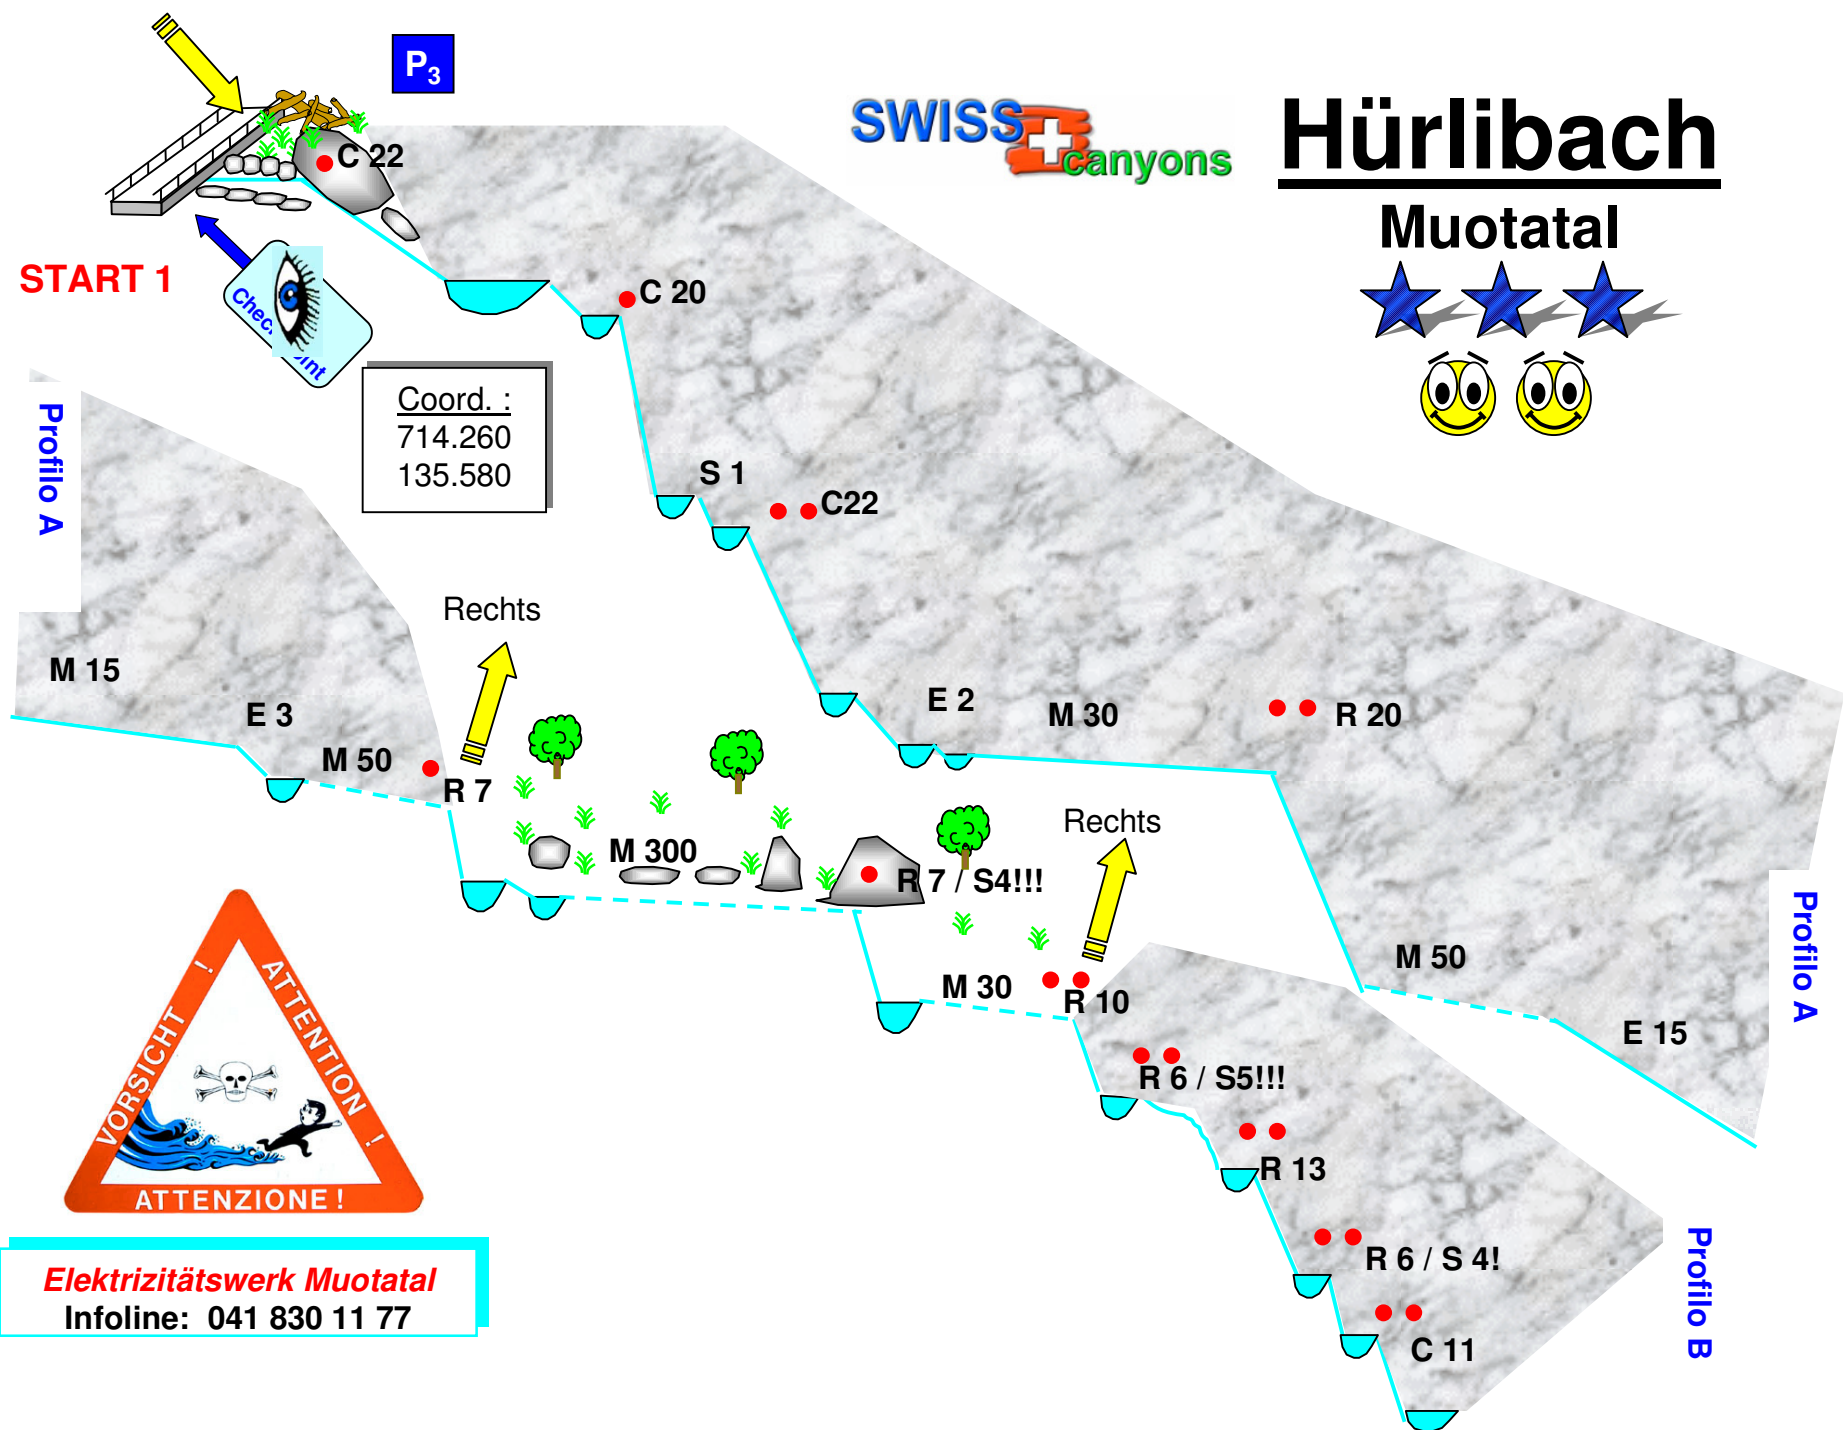 P3
SWISS
canyons
Hürlibach
Muotatal
C 22
START 1
C 20
Coord. :
714.260
135.580
Profilo A
S 1
C22
Rechts
M 15
E 3
M 50
R 7
E 2
M 30
R 20
M 300
R 7 / S4!!!
Rechts
M 30
R 10
M 50
E 15
Profilo A
R 6 / S5!!!
R 13
R 6 / S 4!
C 11
Profilo B
VORSICHT !
ATTENTION !
ATTENZIONE !
Elektrizitätswerk Muotatal
Infoline: 041 830 11 77